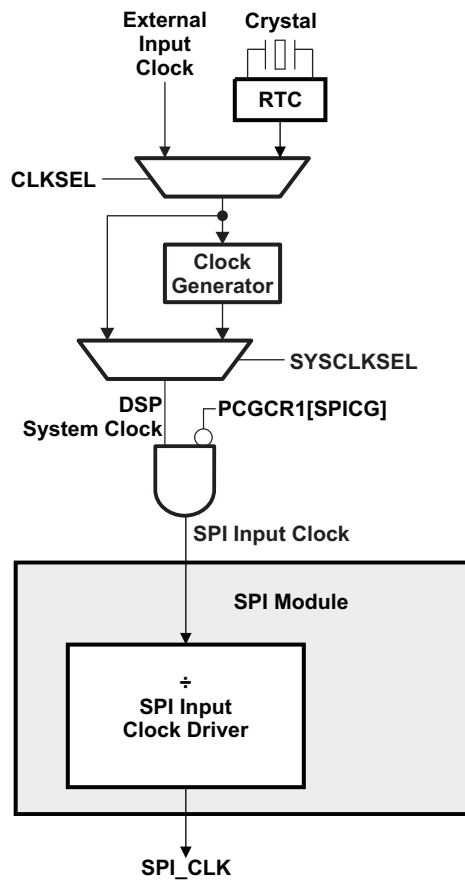 External
Input
Clock
Crystal
RTC
CLKSEL
Clock
Generator
SYSCLKSEL
DSP
System Clock
PCGCR1[SPICG]
SPI Input Clock
SPI Module
÷
SPI Input
Clock Driver
SPI_CLK